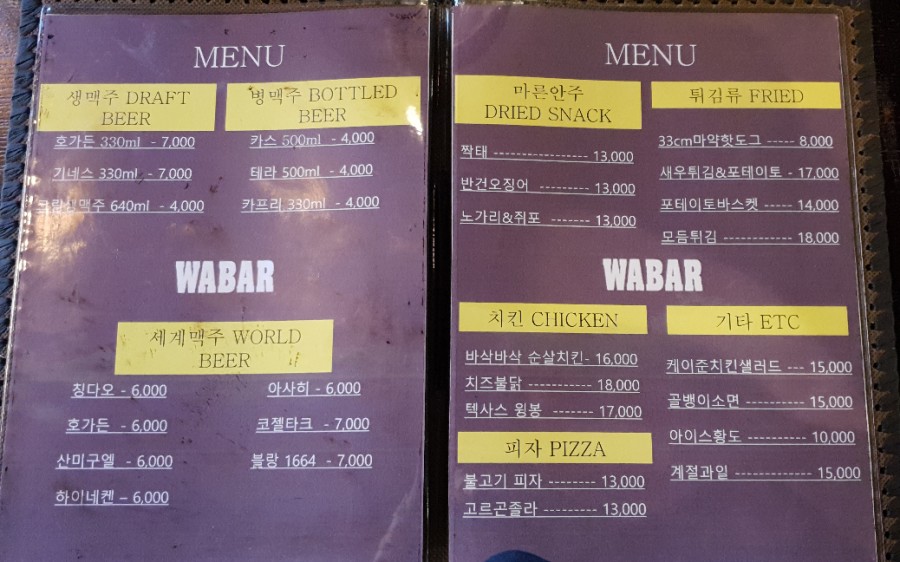 MENU
생맥주 DRAFT
BEER
호가든 330ml - 7,000
기네스 330ml - 7,000
크림생맥주 640ml - 4,000
병맥주 BOTTLED
BEER
카스 500ml - 4,000
테라 500ml - 4,000
카프리 330ml - 4,000
WABAR
세계맥주 WORLD
BEER
칭다오 - 6,000
호가든 - 6,000
산미구엘 - 6,000
하이네켄 – 6,000
아사히 - 6,000
코젤타크 - 7,000
블랑 1664 - 7,000
MENU
마른안주
DRIED SNACK
짝태 ----------------- 13,000
반건오징어 ---------- 13,000
노가리&쥐포 ------- 13,000
튀김류 FRIED
33cm마약핫도그 ----- 8,000
새우튀김&포테이토 - 17,000
포테이토바스켓 ----- 14,000
모듬튀김 ------------ 18,000
WABAR
치킨 CHICKEN
바삭바삭 순살치킨- 16,000
치즈불닭 ----------- 18,000
텍사스 윙봉 ------- 17,000
피자 PIZZA
불고기 피자 -------- 13,000
고르곤졸라 --------- 13,000
기타 ETC
케이준치킨샐러드 --- 15,000
골뱅이소면 ----------- 15,000
아이스황도 ---------- 10,000
계절과일 ------------- 15,000